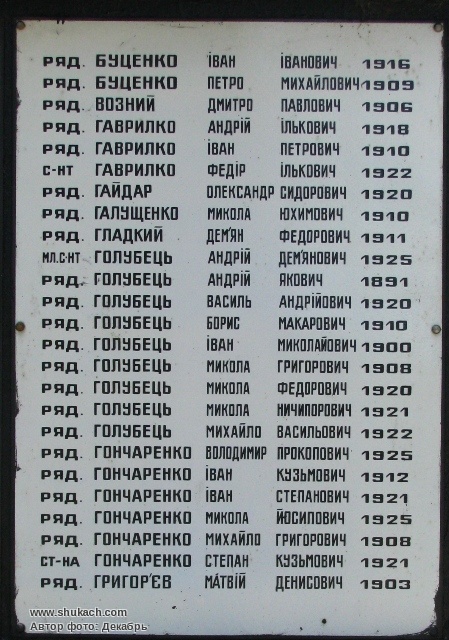 РЯД. БУЦЕНКО ІВАН ІВАНОВИЧ 1916
РЯД. БУЦЕНКО ПЕТРО МИХАЙЛОВИЧ 1909
РЯД. ВОЗНИЙ ДМИТРО ПАВЛОВИЧ 1906
РЯД. ГАВРИЛКО АНДРІЙ ІЛЬКОВИЧ 1918
РЯД. ГАВРИЛКО ІВАН ПЕТРОВИЧ 1910
С-НТ ГАВРИЛКО ФЕДІР ІЛЬКОВИЧ 1922
РЯД. ГАЙДАР ОЛЕКСАНДР СИДОРОВИЧ 1920
РЯД. ГАЛУЩЕНКО МИКОЛА ЮХИМОВИЧ 1910
РЯД. ГЛАДКИЙ ДЕМ'ЯН ФЕДОРОВИЧ 1911
МЛ.С-НТ ГОЛУБЕЦЬ АНДРІЙ ДЕМ'ЯНОВИЧ 1925
РЯД. ГОЛУБЕЦЬ АНДРІЙ ЯКОВИЧ 1891
РЯД. ГОЛУБЕЦЬ ВАСИЛЬ АНДРІЙОВИЧ 1920
РЯД. ГОЛУБЕЦЬ БОРИС МАКАРОВИЧ 1910
РЯД. ГОЛУБЕЦЬ ІВАН МИКОЛАЙОВИЧ 1900
РЯД. ГОЛУБЕЦЬ МИКОЛА ГРИГОРОВИЧ 1908
РЯД. ГОЛУБЕЦЬ МИКОЛА ФЕДОРОВИЧ 1920
РЯД. ГОЛУБЕЦЬ МИКОЛА НИЧИПОРОВИЧ 1921
РЯД. ГОЛУБЕЦЬ МИХАЙЛО ВАСИЛЬОВИЧ 1922
РЯД. ГОНЧАРЕНКО ВОЛОДИМИР ПРОКОПОВИЧ 1925
РЯД. ГОНЧАРЕНКО ІВАН КУЗЬМОВИЧ 1912
РЯД. ГОНЧАРЕНКО ІВАН СТЕПАНОВИЧ 1921
РЯД. ГОНЧАРЕНКО МИКОЛА ЙОСИПОВИЧ 1925
РЯД. ГОНЧАРЕНКО МИХАЙЛО ГРИГОРОВИЧ 1908
СТ-НА ГОНЧАРЕНКО СТЕПАН КУЗЬМОВИЧ 1921
РЯД. ГРИГОР'ЄВ МАТВІЙ ДЕНИСОВИЧ 1903
www.shukach.com
Автор фото: Декабрь